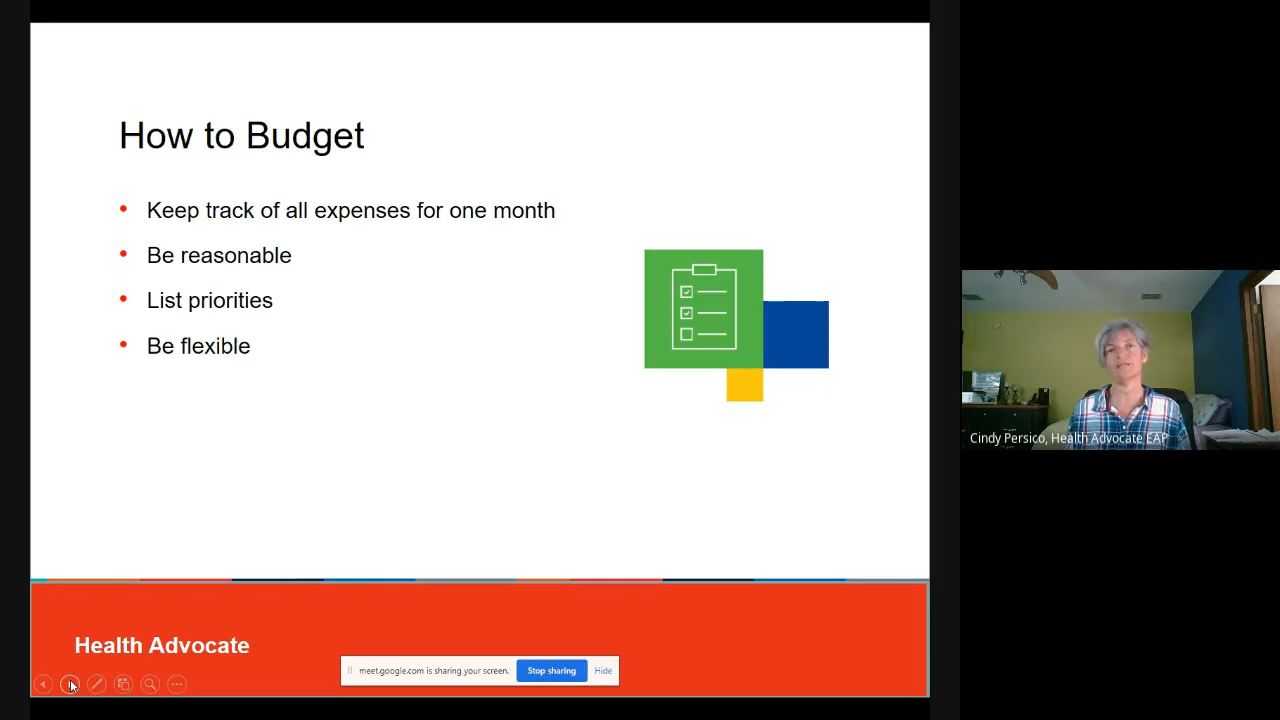 How to Budget
• Keep track of all expenses for one month
• Be reasonable
• List priorities
• Be flexible
Cindy Persico, Health Advocate EAP
Health Advocate
meet.google.com is sharing your screen.
Stop sharing
Hide